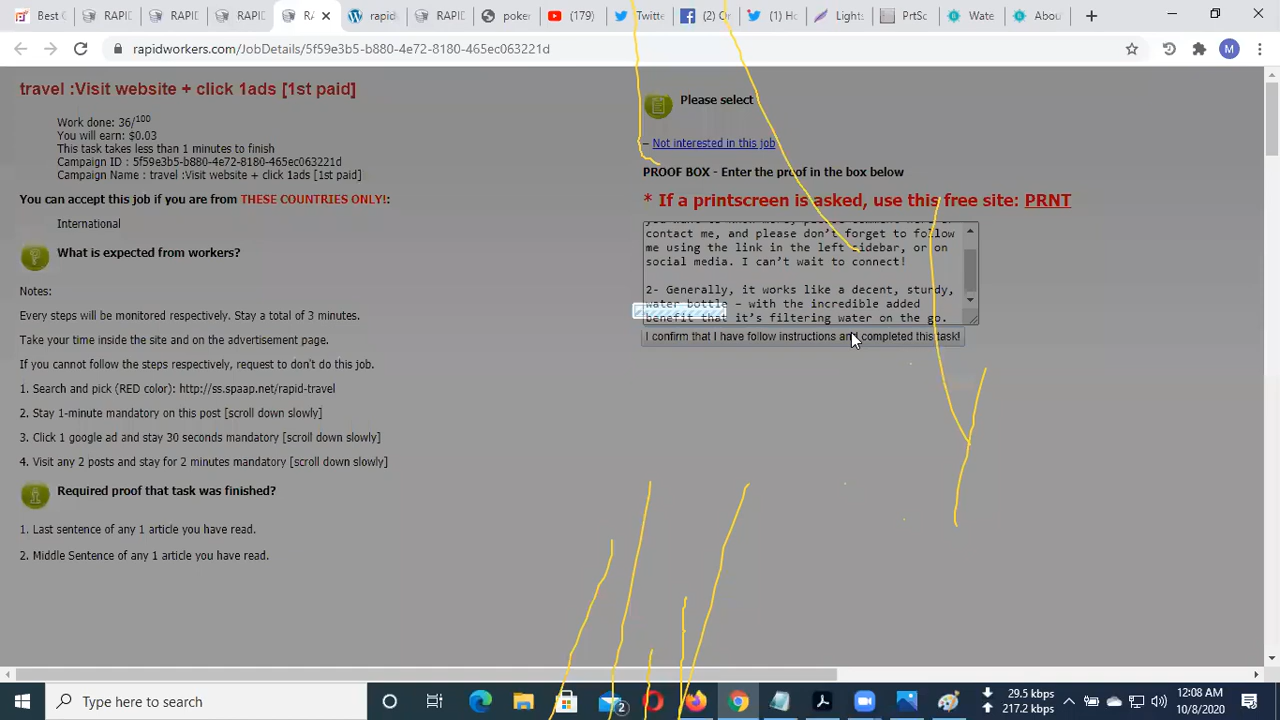 Best C
RAPID
RAPID
RAPID
RA
rapid
RAPID
poker
(179)
Twitte
(2) On
(1) Ho
Lights
PrtSc
Wate
Abou
rapidworkers.com/JobDetails/5f59e3b5-b880-4e72-8180-465ec063221d
M
travel :Visit website + click 1ads [1st paid]
Work done: 36/100
You will earn: $0.03
This task takes less than 1 minutes to finish
Campaign ID : 5f59e3b5-b880-4e72-8180-465ec063221d
Campaign Name : travel :Visit website + click 1ads [1st paid]
You can accept this job if you are from THESE COUNTRIES ONLY!:
International
What is expected from workers?
Notes:
Every steps will be monitored respectively. Stay a total of 3 minutes.
Take your time inside the site and on the advertisement page.
If you cannot follow the steps respectively, request to don't do this job.
1. Search and pick (RED color): http://ss.spaap.net/rapid-travel
2. Stay 1-minute mandatory on this post [scroll down slowly]
3. Click 1 google ad and stay 30 seconds mandatory [scroll down slowly]
4. Visit any 2 posts and stay for 2 minutes mandatory [scroll down slowly]
Required proof that task was finished?
1. Last sentence of any 1 article you have read.
2. Middle Sentence of any 1 article you have read.
Please select
– Not interested in this job
PROOF BOX - Enter the proof in the box below
* If a printscreen is asked, use this free site: PRNT
contact me, and please don't forget to follow
me using the link in the left sidebar, or on
social media. I can't wait to connect!
2- Generally, it works like a decent, sturdy,
water bottle – with the incredible added
benefit that it's filtering water on the go.
I confirm that I have follow instructions and completed this task!
Type here to search
2
29.5 kbps
217.2 kbps
12:08 AM
10/8/2020